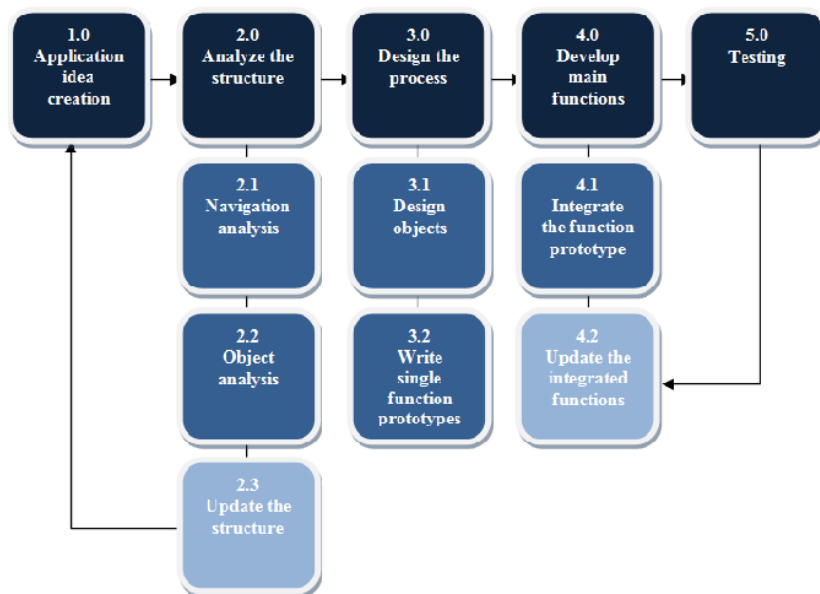 1.0
Application
idea
creation
2.0
Analyze the
structure
3.0
Design the
process
4.0
Develop
main
functions
5.0
Testing
2.1
Navigation
analysis
3.1
Design
objects
4.1
Integrate
the function
prototype
2.2
Object
analysis
3.2
Write
single
function
prototypes
4.2
Update the
integrated
functions
2.3
Update the
structure